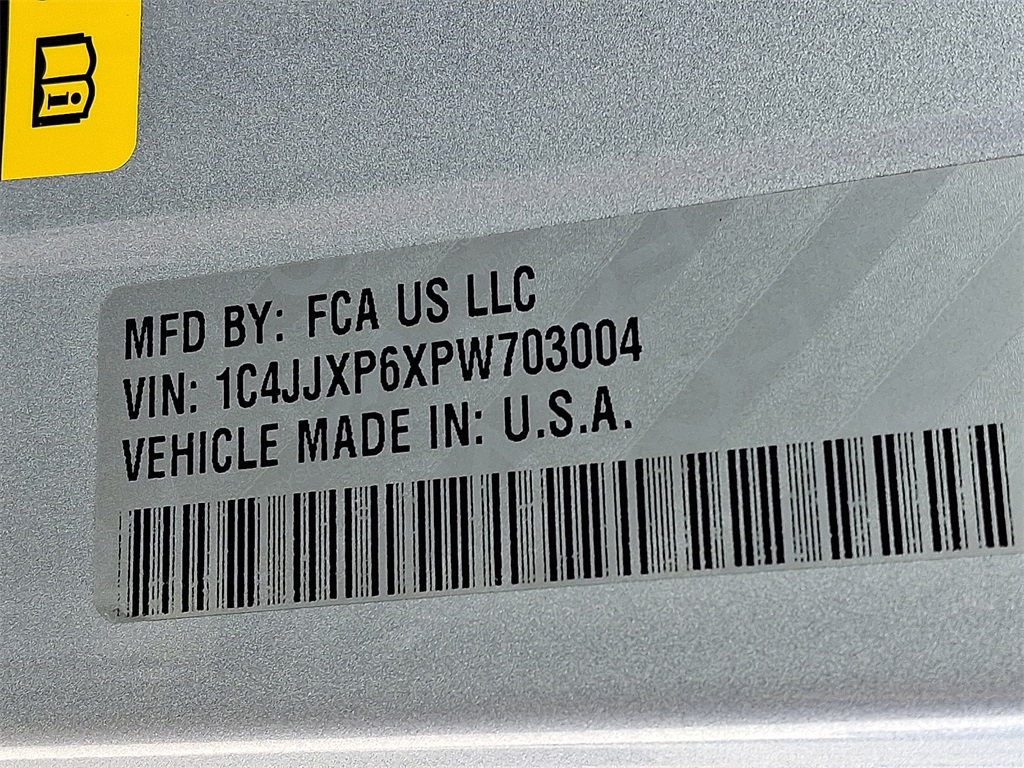 MFD BY: FCA US LLC
VIN: 1C4JJXP6XPW703004
VEHICLE MADE IN: U.S.A.